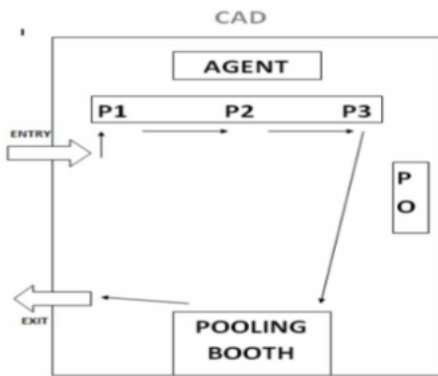 CAD
I
AGENT
P1 P2 P3
ENTRY
P
O
EXIT
POOLING
BOOTH